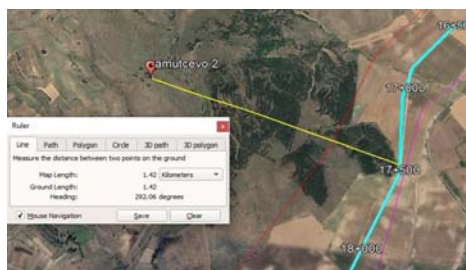 16+50
amutcevo 2
17+000
Ruler
Line Path Polygon Circle 3D path 3D polygon
Measure the distance between two points on the ground
Map Length: 1.42 Kilometers
Ground Length: 1.42
Heading: 292.06 degrees
17+500
Mouse Navigation Save Clear
18+000